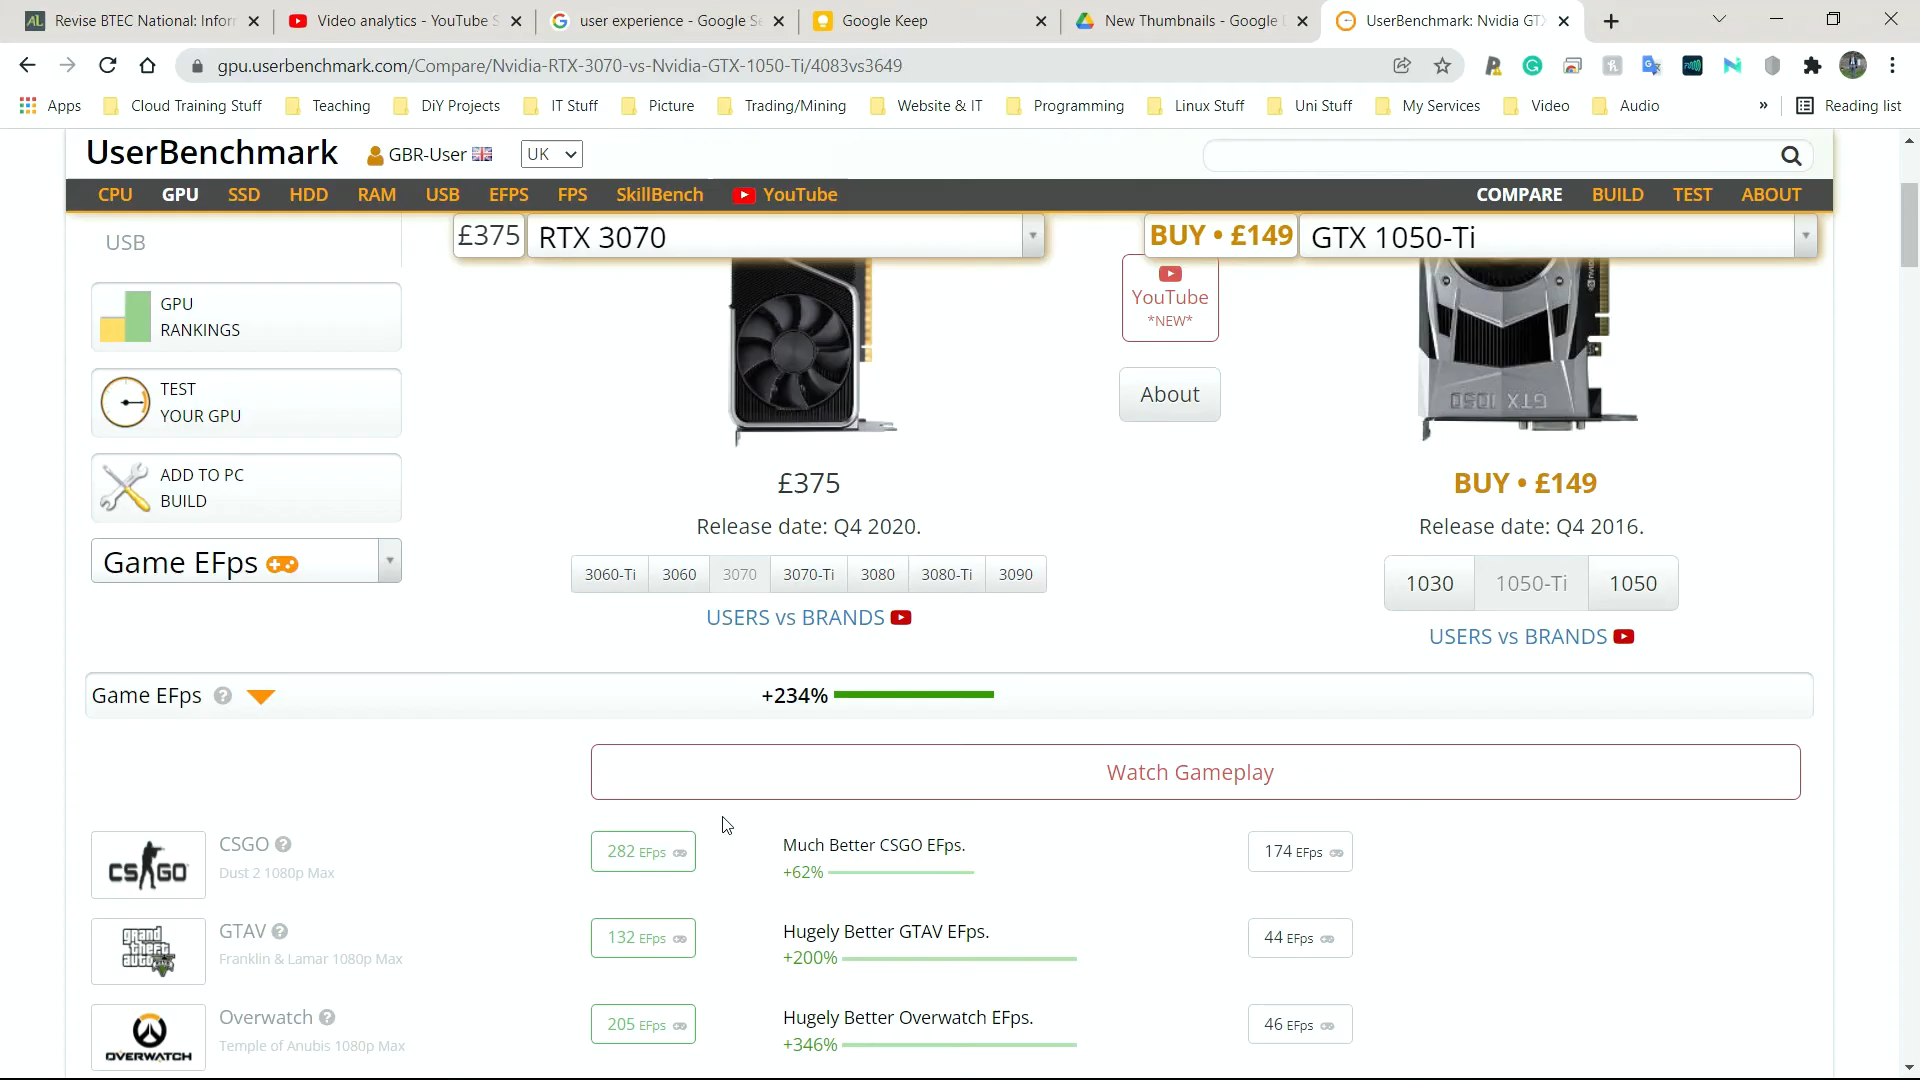 Revise BTEC National: Infor
Video analytics - YouTube S
user experience - Google Se
Google Keep
New Thumbnails - Google D
UserBenchmark: Nvidia GTX
gpu.userbenchmark.com/Compare/Nvidia-RTX-3070-vs-Nvidia-GTX-1050-Ti/4083vs3649
Apps
Cloud Training Stuff
Teaching
DiY Projects
IT Stuff
Picture
Trading/Mining
Website & IT
Programming
Linux Stuff
Uni Stuff
My Services
Video
Audio
»
Reading list
UserBenchmark
GBR-User
UK
CPU GPU SSD HDD RAM USB EFPS FPS SkillBench YouTube COMPARE BUILD TEST ABOUT
USB
£375
RTX 3070
BUY • £149
GTX 1050-Ti
GPU
RANKINGS
TEST
YOUR GPU
ADD TO PC
BUILD
Game EFps
YouTube
*NEW*
About
GTX 1050
£375
Release date: Q4 2020.
3060-Ti 3060 3070 3070-Ti 3080 3080-Ti 3090
USERS vs BRANDS
BUY • £149
Release date: Q4 2016.
1030 1050-Ti 1050
USERS vs BRANDS
Game EFps ? +234%
Watch Gameplay
CS GO
CSGO ?
Dust 2 1080p Max
282 EFps
Much Better CSGO EFps.
+62%
174 EFps
grand
theft
auto
GTAV ?
Franklin & Lamar 1080p Max
132 EFps
Hugely Better GTAV EFps.
+200%
44 EFps
OVERWATCH
Overwatch ?
Temple of Anubis 1080p Max
205 EFps
Hugely Better Overwatch EFps.
+346%
46 EFps